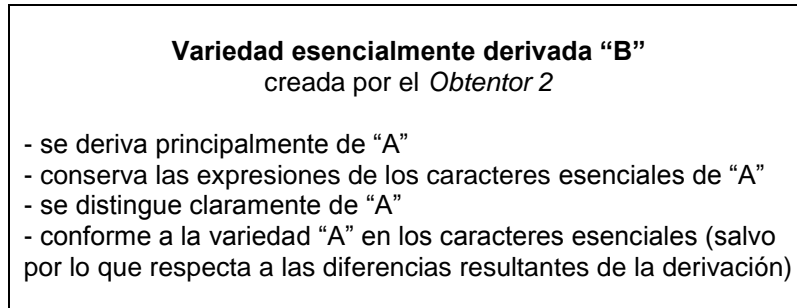 Variedad esencialmente derivada “B”
creada por el Obtentor 2
- se deriva principalmente de “A”
- conserva las expresiones de los caracteres esenciales de “A”
- se distingue claramente de “A”
- conforme a la variedad “A” en los caracteres esenciales (salvo
por lo que respecta a las diferencias resultantes de la derivación)